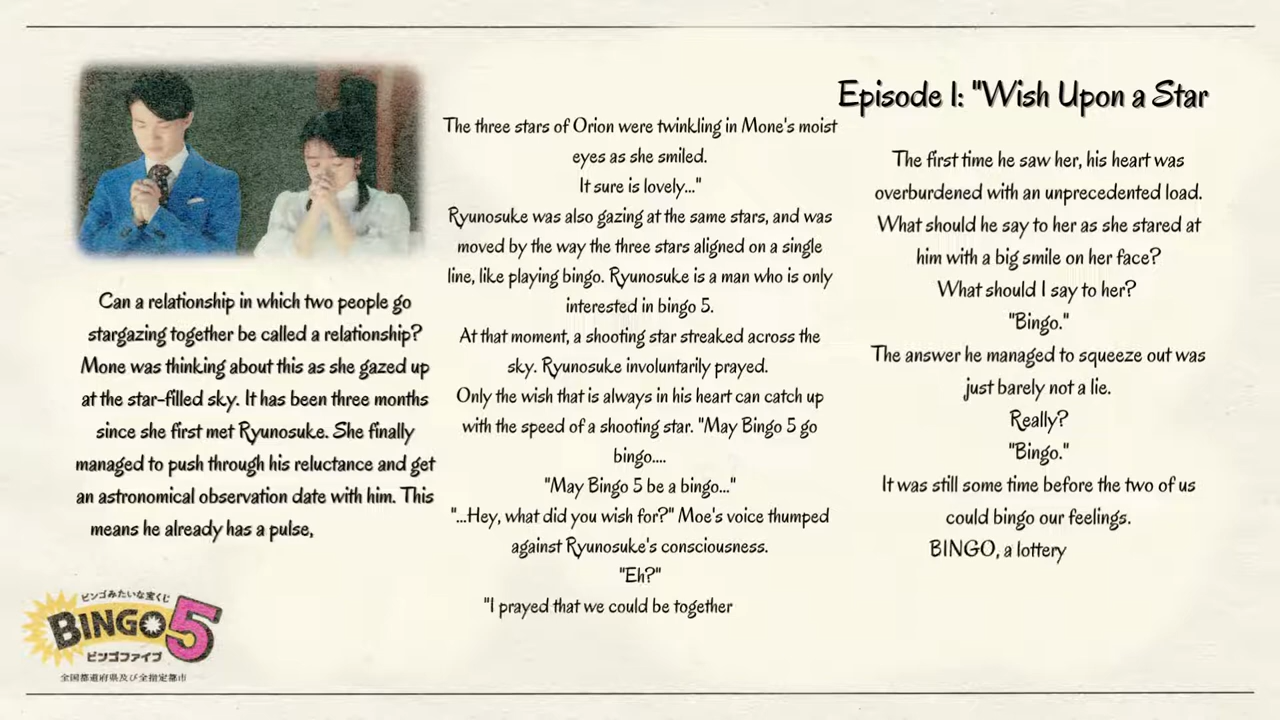 Episode I: "Wish Upon a Star
Can a relationship in which two people go
stargazing together be called a relationship?
Mone was thinking about this as she gazed up
at the star-filled sky. It has been three months
since she first met Ryunosuke. She finally
managed to push through his reluctance and get
an astronomical observation date with him. This
means he already has a pulse,
The three stars of Orion were twinkling in Mone's moist
eyes as she smiled.
It sure is lovely..."
Ryunosuke was also gazing at the same stars, and was
moved by the way the three stars aligned on a single
line, like playing bingo. Ryunosuke is a man who is only
interested in bingo 5.
At that moment, a shooting star streaked across the
sky. Ryunosuke involuntarily prayed.
Only the wish that is always in his heart can catch up
with the speed of a shooting star. "May Bingo 5 go
bingo....
"May Bingo 5 be a bingo..."
"...Hey, what did you wish for?" Moe's voice thumped
against Ryunosuke's consciousness.
"Eh?"
"I prayed that we could be together
The first time he saw her, his heart was
overburdened with an unprecedented load.
What should he say to her as she stared at
him with a big smile on her face?
What should I say to her?
"Bingo."
The answer he managed to squeeze out was
just barely not a lie.
Really?
"Bingo."
It was still some time before the two of us
could bingo our feelings.
BINGO, a lottery
ビンゴみたいな宝くじ
BINGO5
ビンゴファイブ
全国都道府県及び全指定都市